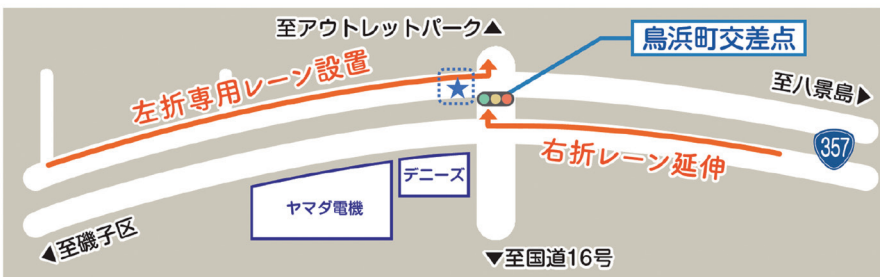 至アウトレットパーク▲
鳥浜町交差点
左折専用レーン設置
至八景島▶
右折レーン延伸
357
デニーズ
ヤマダ電機
◀至磯子区
▼至国道16号